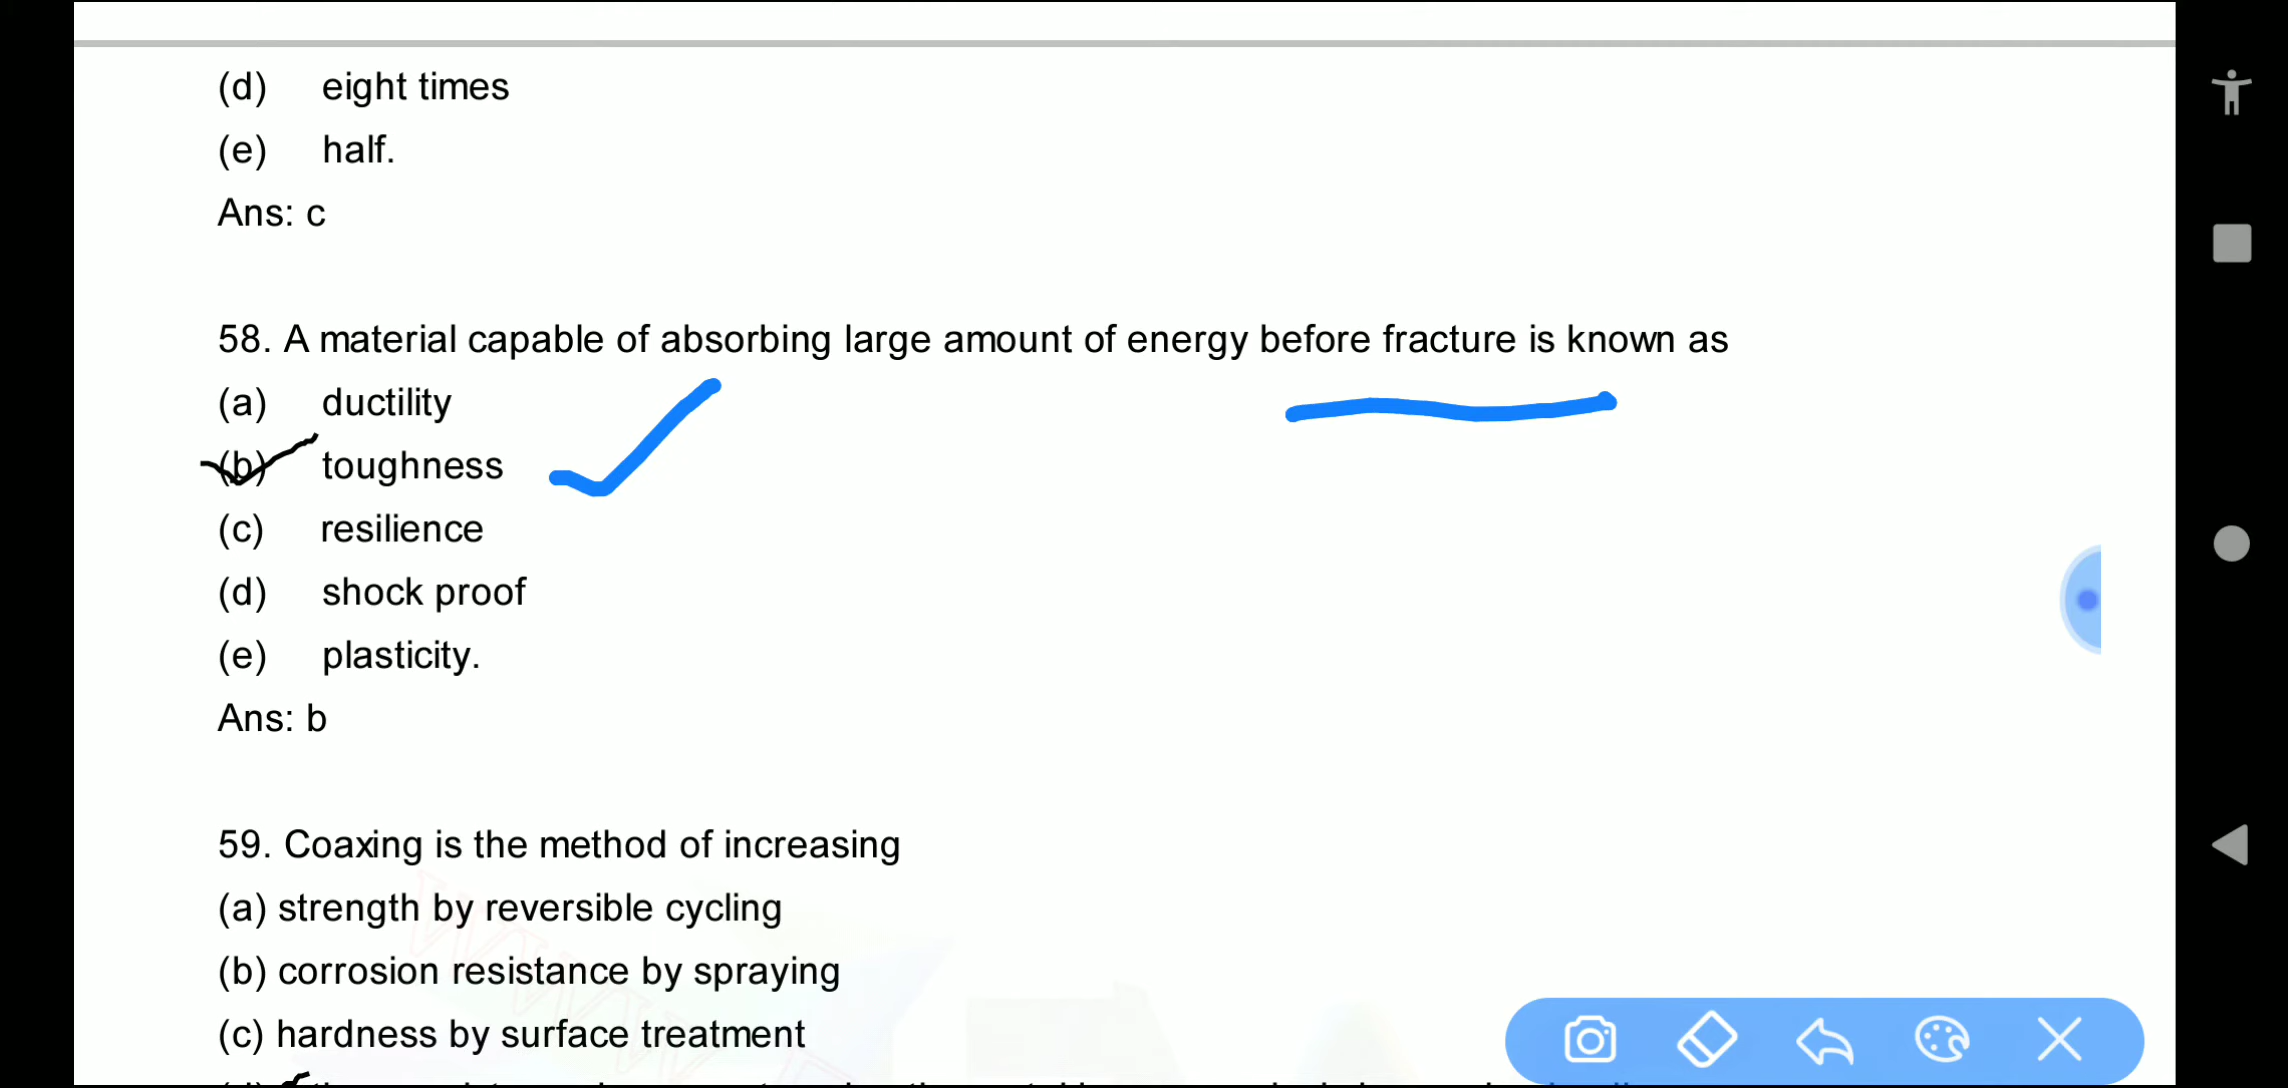 (d) eight times
(e) half.
Ans: c
58. A material capable of absorbing large amount of energy before fracture is known as
(a) ductility
(b) toughness
(c) resilience
(d) shock proof
(e) plasticity.
Ans: b
59. Coaxing is the method of increasing
(a) strength by reversible cycling
(b) corrosion resistance by spraying
(c) hardness by surface treatment